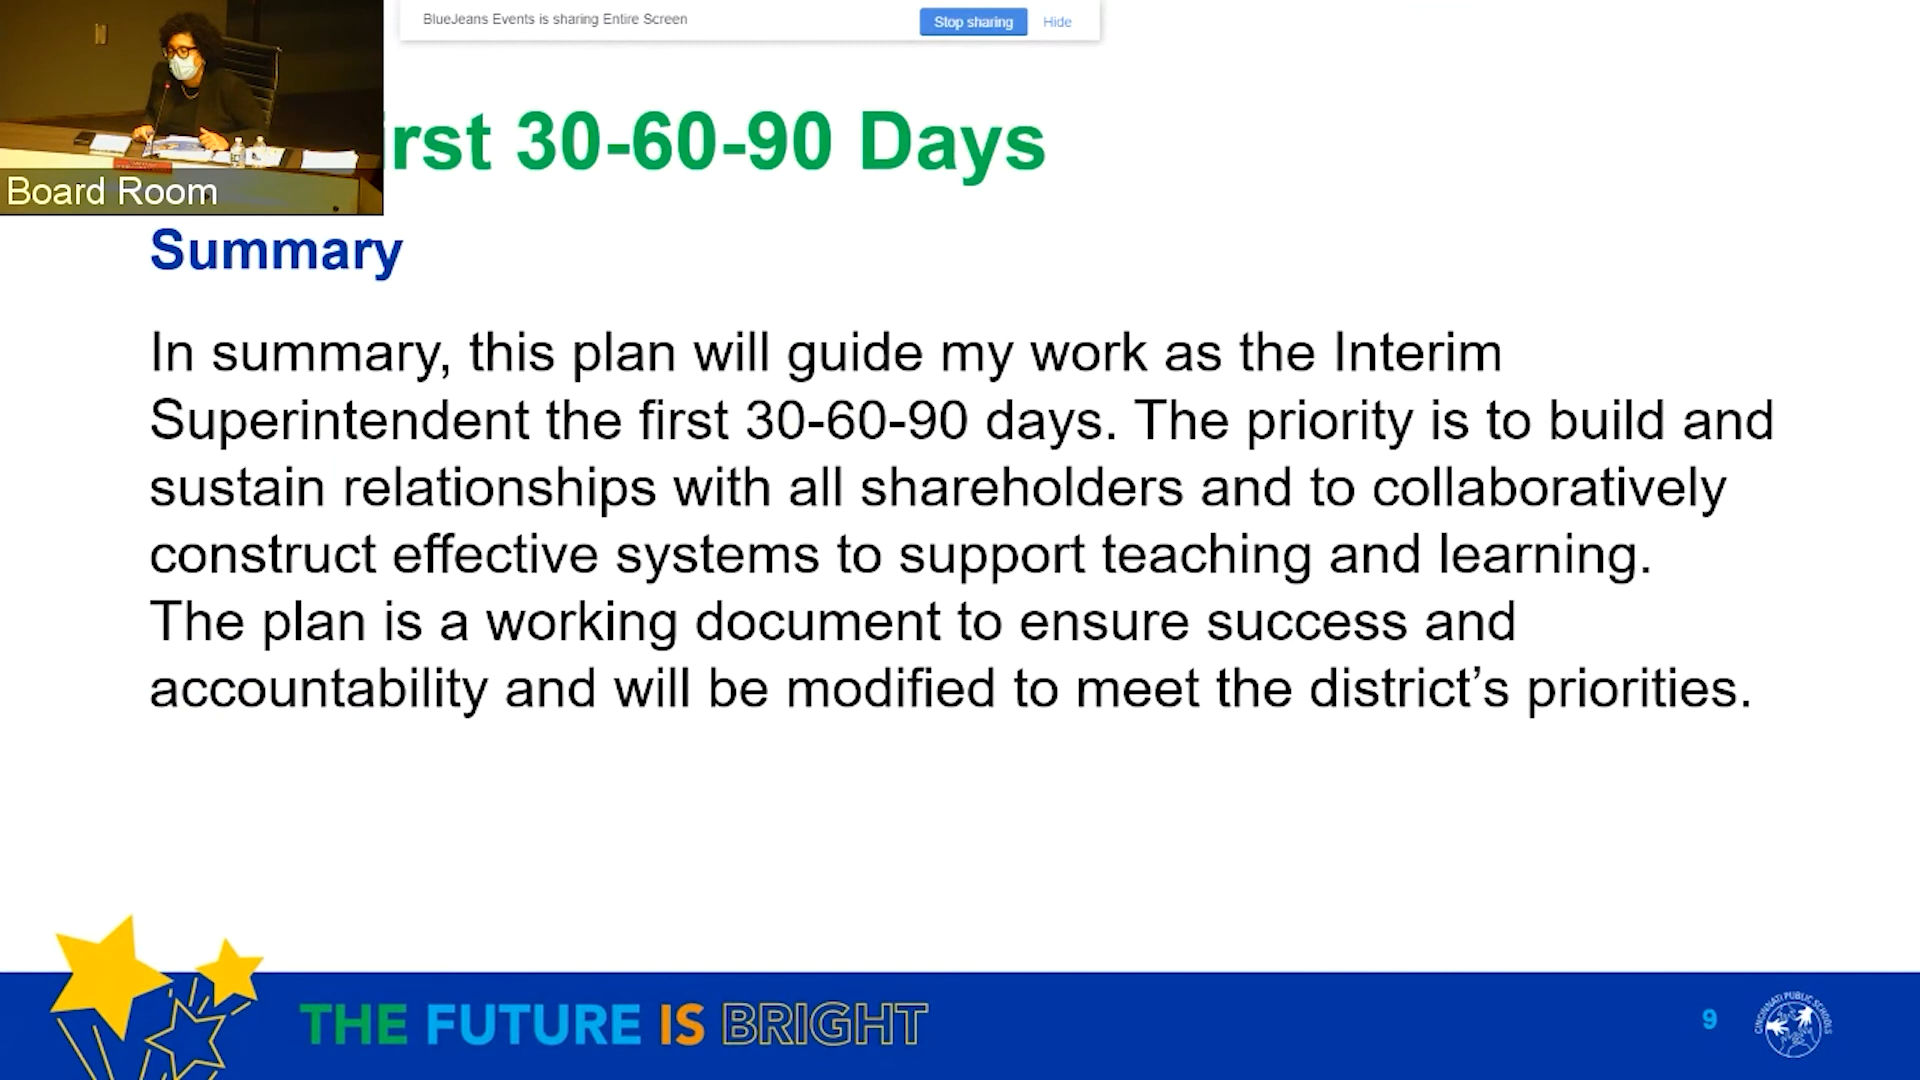 BlueJeans Events is sharing Entire Screen
Stop sharing
Hide
Board Room
rst 30-60-90 Days
Summary
In summary, this plan will guide my work as the Interim
Superintendent the first 30-60-90 days. The priority is to build and
sustain relationships with all shareholders and to collaboratively
construct effective systems to support teaching and learning.
The plan is a working document to ensure success and
accountability and will be modified to meet the district’s priorities.
THE FUTURE IS BRIGHT
9
CINCINNATI PUBLIC SCHOOLS